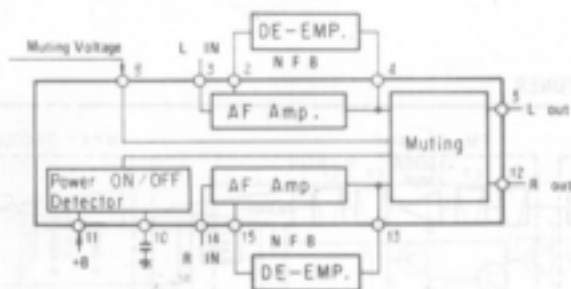 DE-EMP.
Muting Voltage
L IN
N F B
6
3
2
4
AF Amp.
5
L out
Muting
12
R out
Power ON/OFF
Detector
AF Amp.
11
10
14
15
13
+B
R IN
N F B
DE-EMP.